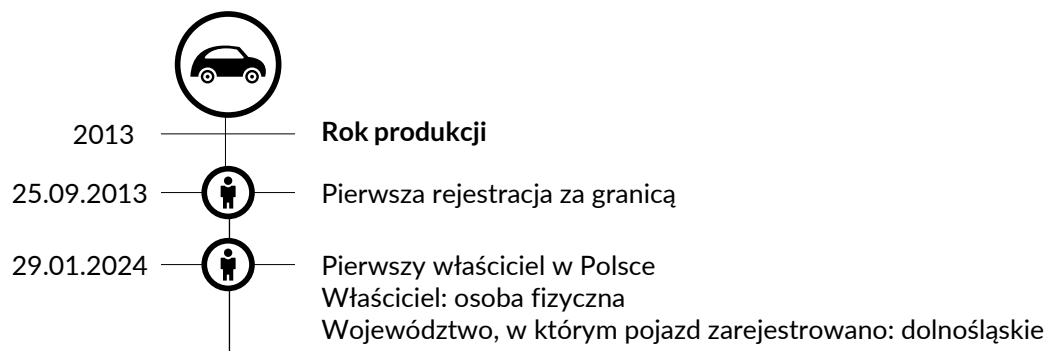 2013 Rok produkcji
25.09.2013 Pierwsza rejestracja za granicą
29.01.2024 Pierwszy właściciel w Polsce
Właściciel: osoba fizyczna
Województwo, w którym pojazd zarejestrowano: dolnośląskie